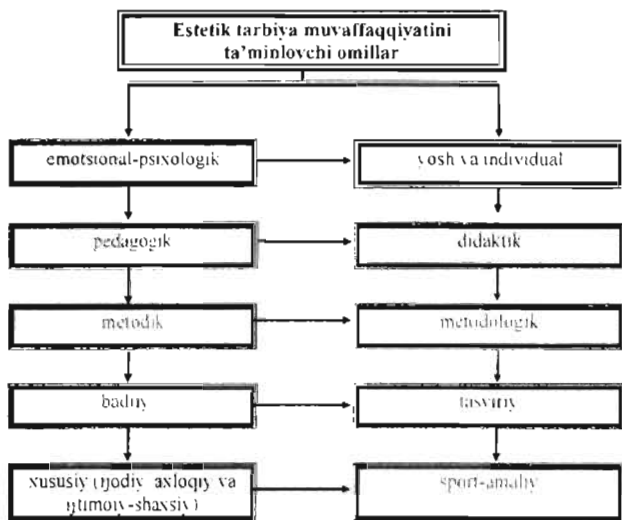 Estetik tarbiya muvaffaqqiyatini
ta'minlovchi omillar
emotsional-psixologik
yosh va individual
pedagogik
didaktik
metodik
metodologik
badiiy
tasviriy
xususiy (ijodiy axloqiy va
ijtimoiy-shaxsiy)
sport-amaliy